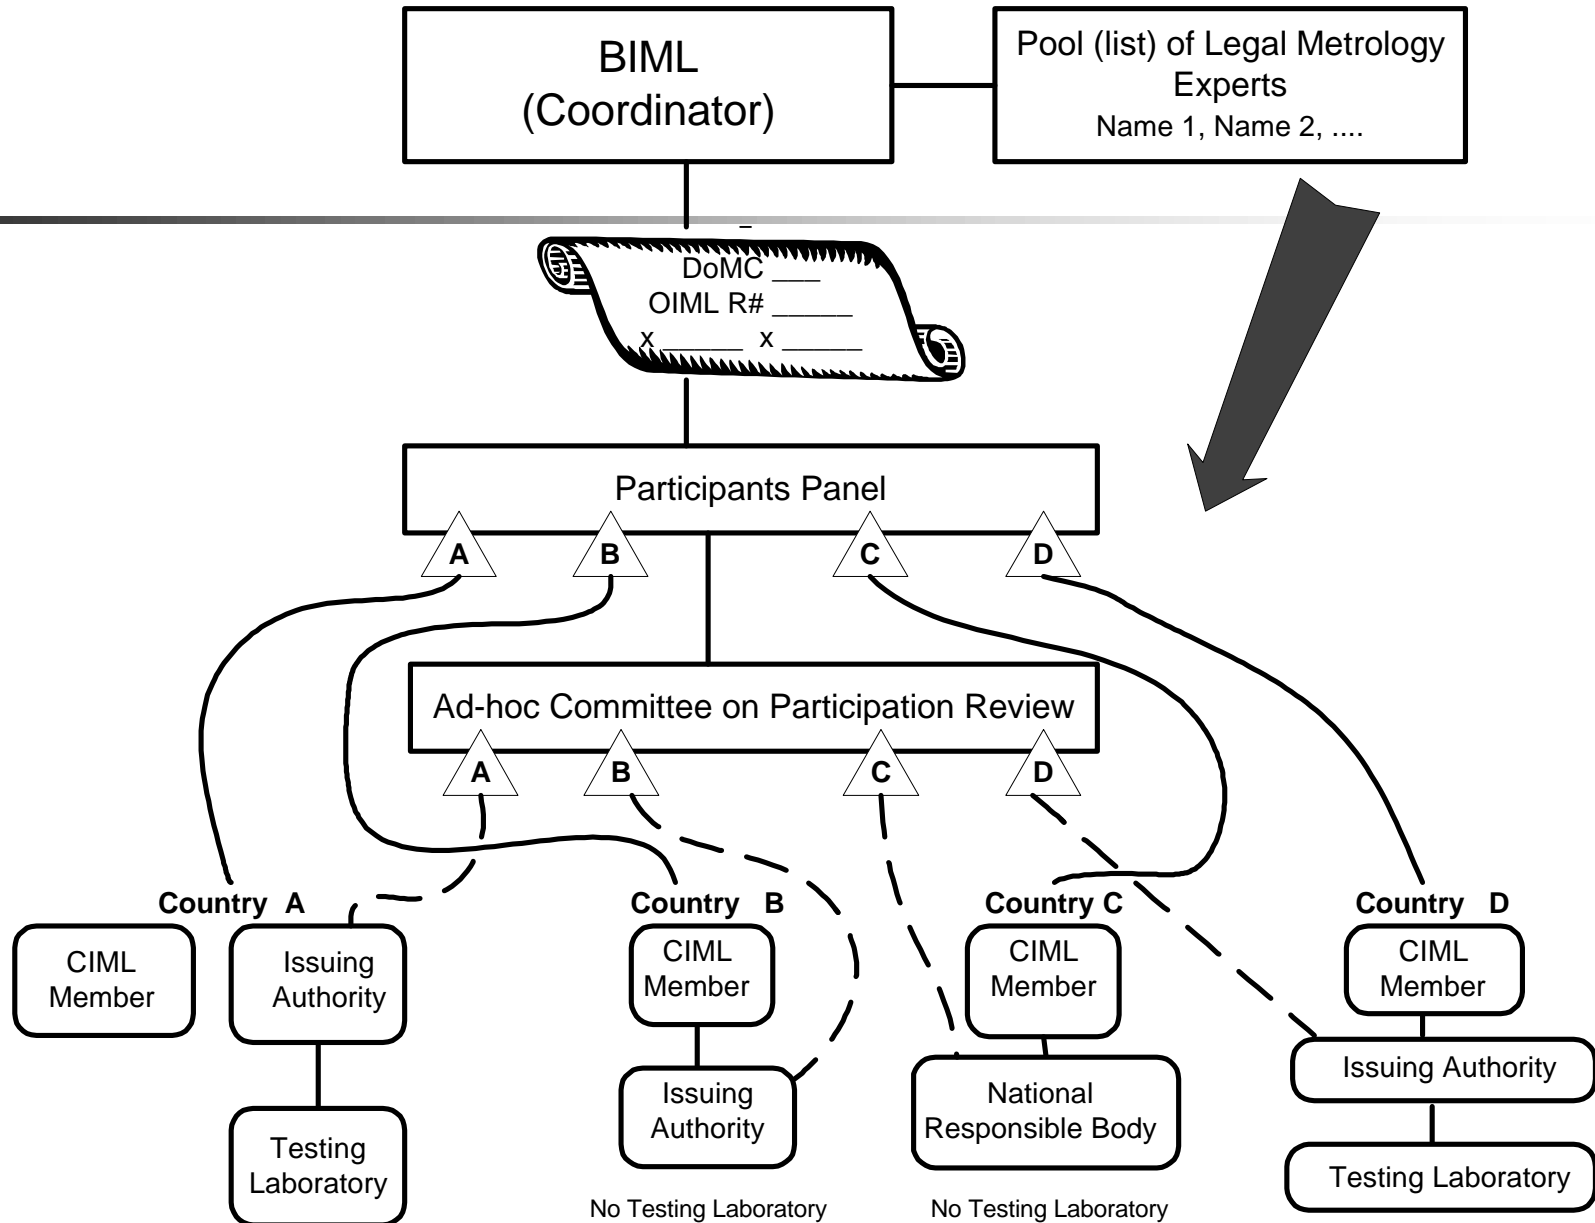 BIML
(Coordinator)
Pool (list) of Legal Metrology
Experts
Name 1, Name 2, ....
DoMC ___
OIML R# _____
x ______ x ______
Participants Panel
A B C D
Ad-hoc Committee on Participation Review
A B C D
Country A
CIML
Member
Issuing
Authority
Testing
Laboratory
Country B
CIML
Member
Issuing
Authority
No Testing Laboratory
Country C
CIML
Member
National
Responsible Body
No Testing Laboratory
Country D
CIML
Member
Issuing Authority
Testing Laboratory